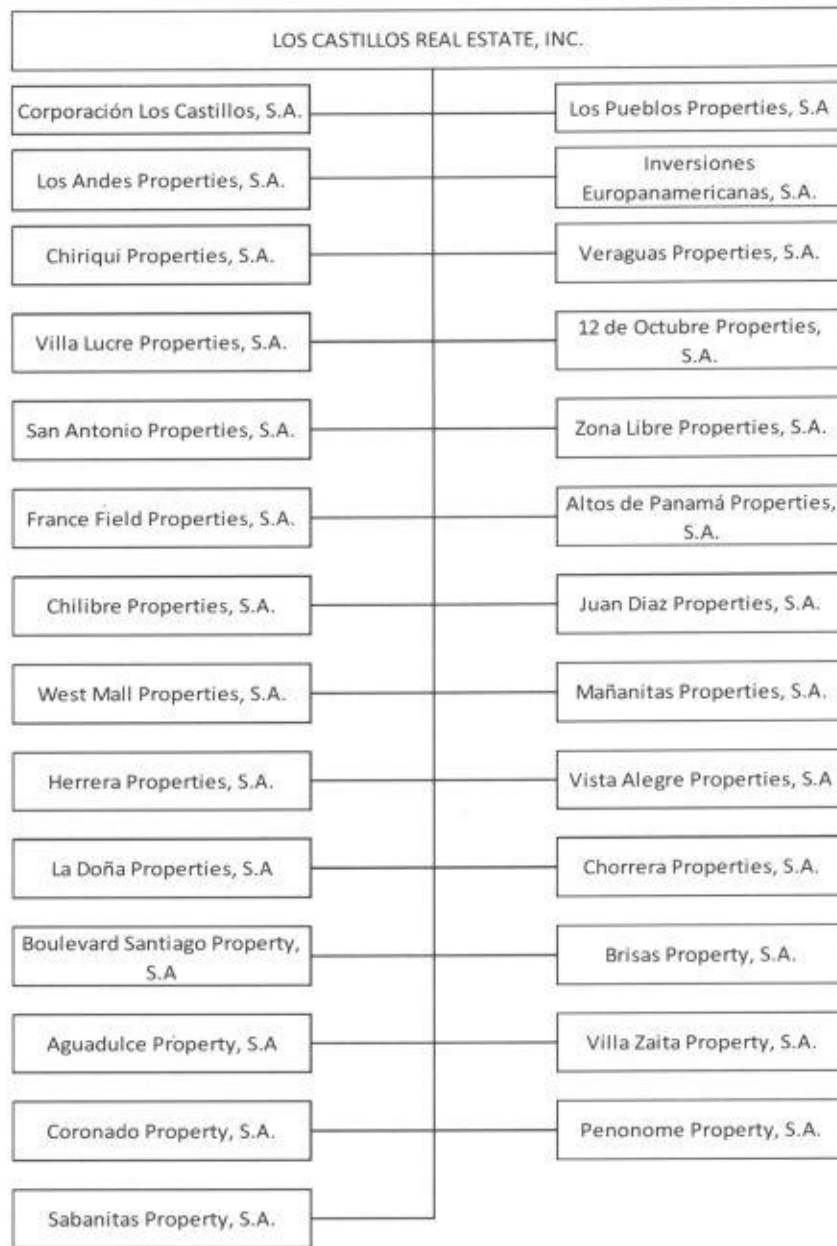 LOS CASTILLOS REAL ESTATE, INC.
Corporación Los Castillos, S.A.
Los Pueblos Properties, S.A
Los Andes Properties, S.A.
Inversiones
Europanamericanas, S.A.
Chiriqui Properties, S.A.
Veraguas Properties, S.A.
Villa Lucre Properties, S.A.
12 de Octubre Properties,
S.A.
San Antonio Properties, S.A.
Zona Libre Properties, S.A.
France Field Properties, S.A.
Altos de Panamá Properties,
S.A.
Chilibre Properties, S.A.
Juan Diaz Properties, S.A.
West Mall Properties, S.A.
Mañanitas Properties, S.A.
Herrera Properties, S.A.
Vista Alegre Properties, S.A
La Doña Properties, S.A
Chorrera Properties, S.A.
Boulevard Santiago Property,
S.A
Brisas Property, S.A.
Aguadulce Property, S.A
Villa Zaita Property, S.A.
Coronado Property, S.A.
Penonome Property, S.A.
Sabanitas Property, S.A.